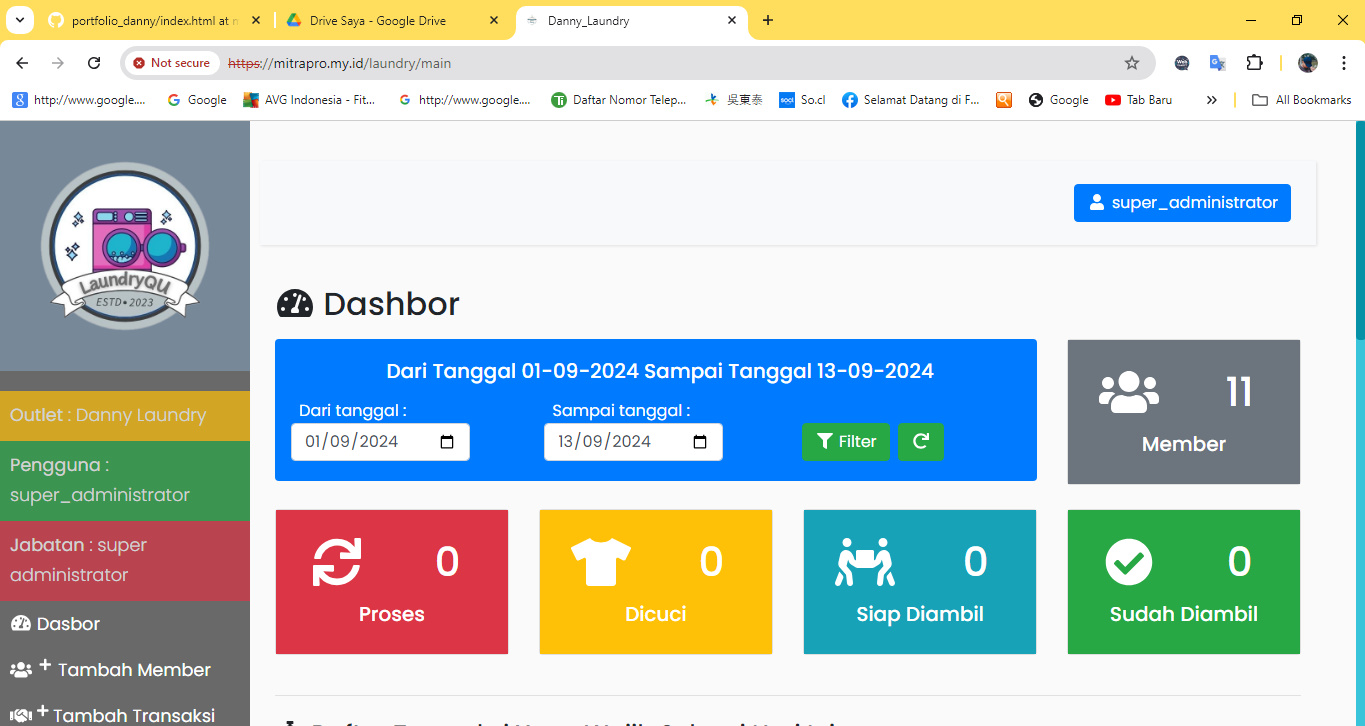 portfolio_danny/index.html at
Drive Saya - Google Drive
Danny_Laundry
Not secure
https://mitrapro.my.id/laundry/main
http://www.google....
Google
AVG Indonesia - Fit...
http://www.google....
Daftar Nomor Telep...
吳東泰
So.cl
Selamat Datang di F...
Google
Tab Baru
All Bookmarks
LaundryQU
ESTD•2023
super_administrator
Dashbor
Dari Tanggal 01-09-2024 Sampai Tanggal 13-09-2024
Dari tanggal :
Sampai tanggal :
01/09/2024
13/09/2024
Filter
11
Member
Outlet : Danny Laundry
Pengguna :
super_administrator
Jabatan : super
administrator
0
Proses
0
Dicuci
0
Siap Diambil
0
Sudah Diambil
Dasbor
Tambah Member
Tambah Transaksi